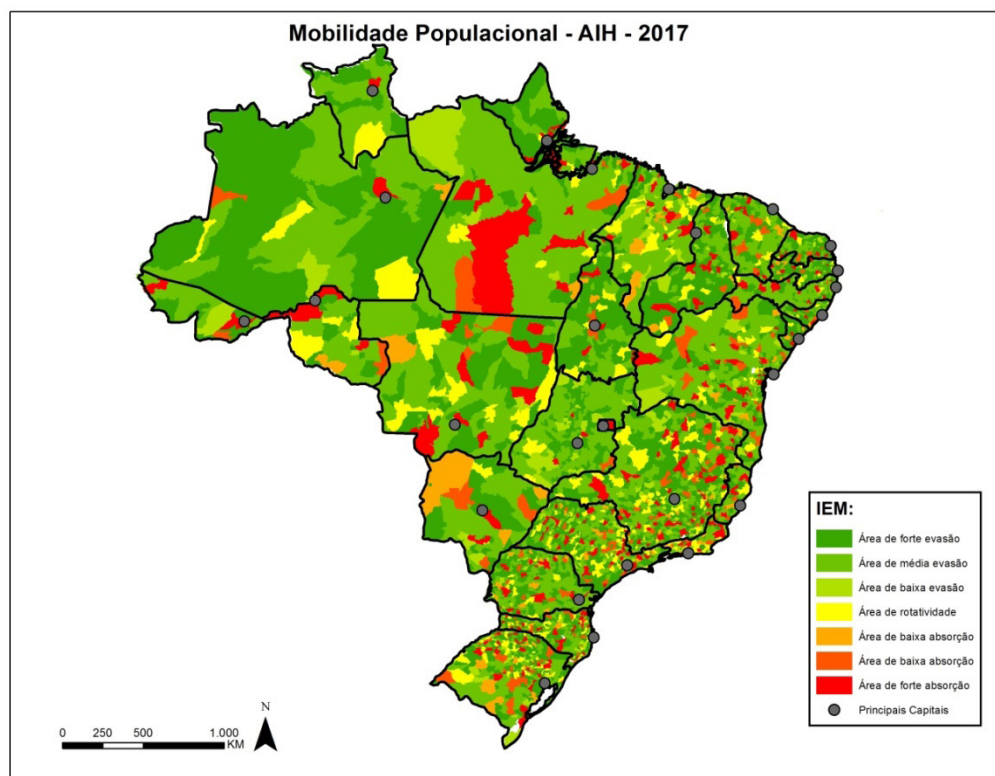 Mobilidade Populacional - AIH - 2017
IEM:
Área de forte evasão
Área de média evasão
Área de baixa evasão
Área de rotatividade
Área de baixa absorção
Área de baixa absorção
Área de forte absorção
Principais Capitais
N
0 250 500 1.000
KM